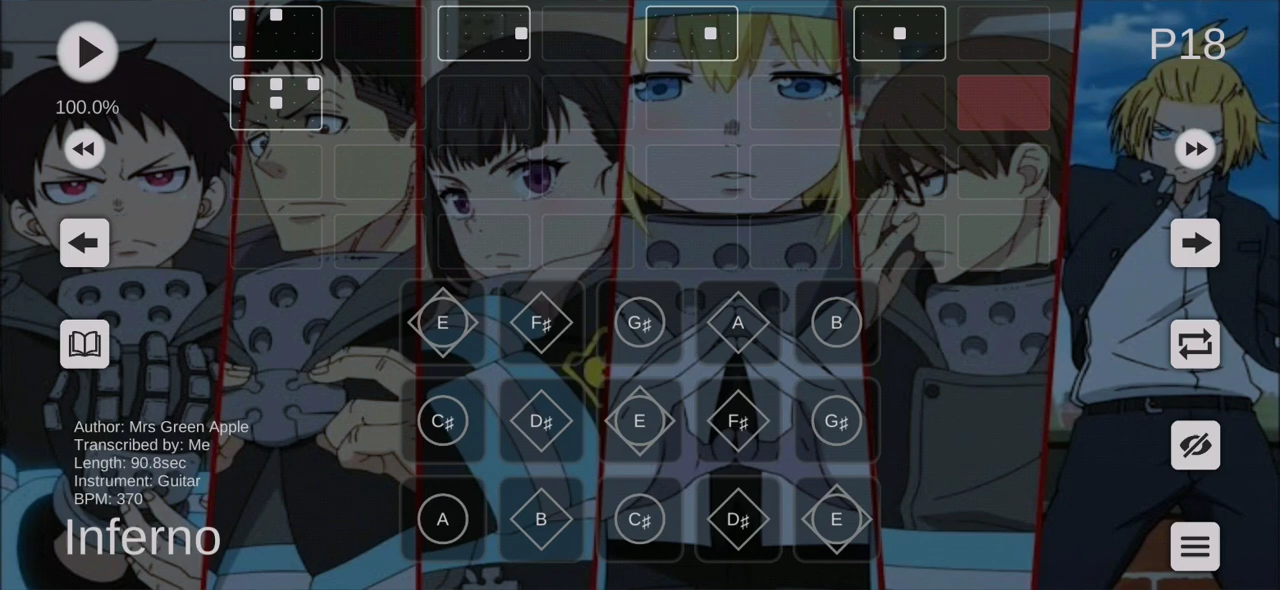 P18
100.0%
E F♯ G♯ A B
C♯ D♯ E F♯ G♯
A B C♯ D♯ E
Author: Mrs Green Apple
Transcribed by: Me
Length: 90.8sec
Instrument: Guitar
BPM: 370
Inferno